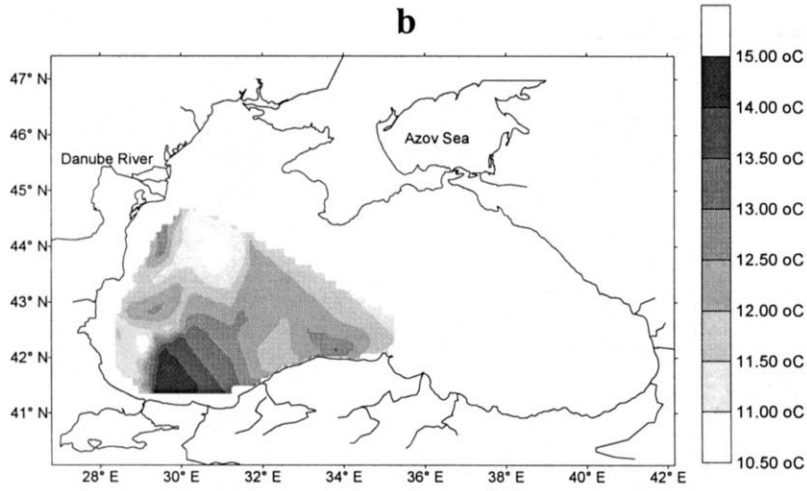 b
47° N
46° N
45° N
44° N
43° N
42° N
41° N
Danube River
Azov Sea
28° E 30° E 32° E 34° E 36° E 38° E 40° E 42° E
15.00 oC
14.00 oC
13.50 oC
13.00 oC
12.50 oC
12.00 oC
11.50 oC
11.00 oC
10.50 oC